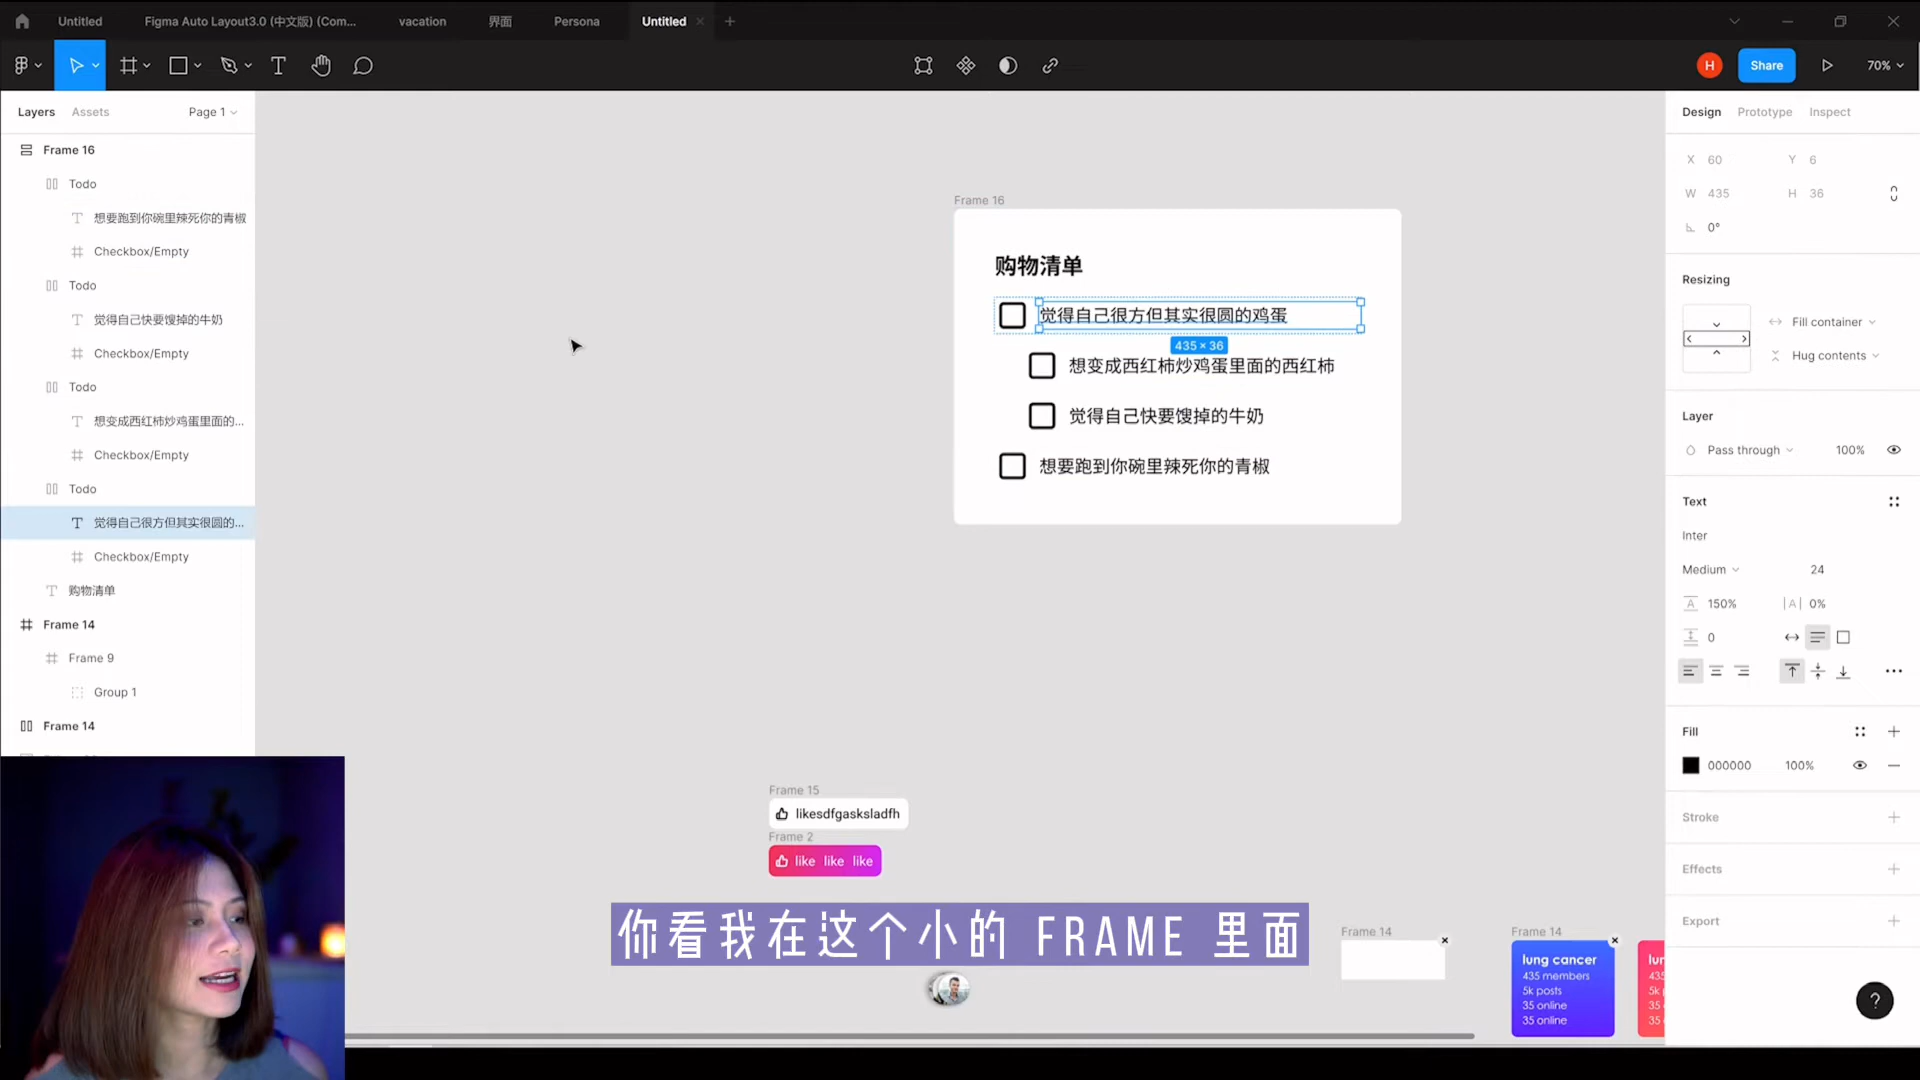 Untitled
Figma Auto Layout3.0 (中文版) (Com...
vacation
界面
Persona
Untitled
H
Share
70%
Layers
Assets
Page 1
Frame 16
Todo
想要跑到你碗里辣死你的青椒
Checkbox/Empty
Todo
觉得自己快要馊掉的牛奶
Checkbox/Empty
Todo
想变成西红柿炒鸡蛋里面的...
Checkbox/Empty
Todo
觉得自己很方但其实很圆的...
Checkbox/Empty
购物清单
Frame 14
Frame 9
Group 1
Frame 14
Frame 16
购物清单
觉得自己很方但其实很圆的鸡蛋
435 × 36
想变成西红柿炒鸡蛋里面的西红柿
觉得自己快要馊掉的牛奶
想要跑到你碗里辣死你的青椒
Frame 15
likesdfgasksladfh
Frame 2
like like like
你看我在这个小的 FRAME 里面
Frame 14
Frame 14
lung cancer
435 members
5k posts
35 online
35 online
lur
435
5k p
35
35
Design
Prototype
Inspect
X 60
Y 6
W 435
H 36
0°
Resizing
Fill container
Hug contents
Layer
Pass through
100%
Text
Inter
Medium
24
150%
|A| 0%
0
Fill
000000
100%
Stroke
Effects
Export
?